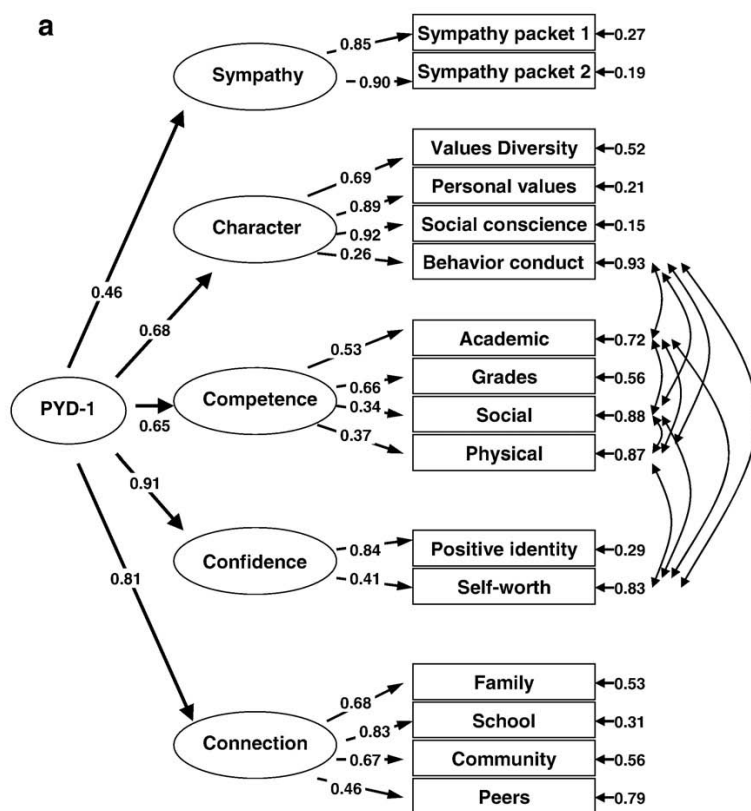 a
0.85
Sympathy packet 1
0.27
Sympathy
0.90
Sympathy packet 2
0.19
Values Diversity
0.52
0.69
Personal values
0.21
0.89
Character
Social conscience
0.15
0.92
0.26
Behavior conduct
0.93
0.46
0.68
0.53
Academic
0.72
0.66
Grades
0.56
PYD-1
Competence
0.34
Social
0.88
0.65
0.37
Physical
0.87
0.91
0.84
Positive identity
0.29
Confidence
0.41
Self-worth
0.83
0.81
0.68
Family
0.53
0.83
School
0.31
Connection
0.67
Community
0.56
0.46
Peers
0.79